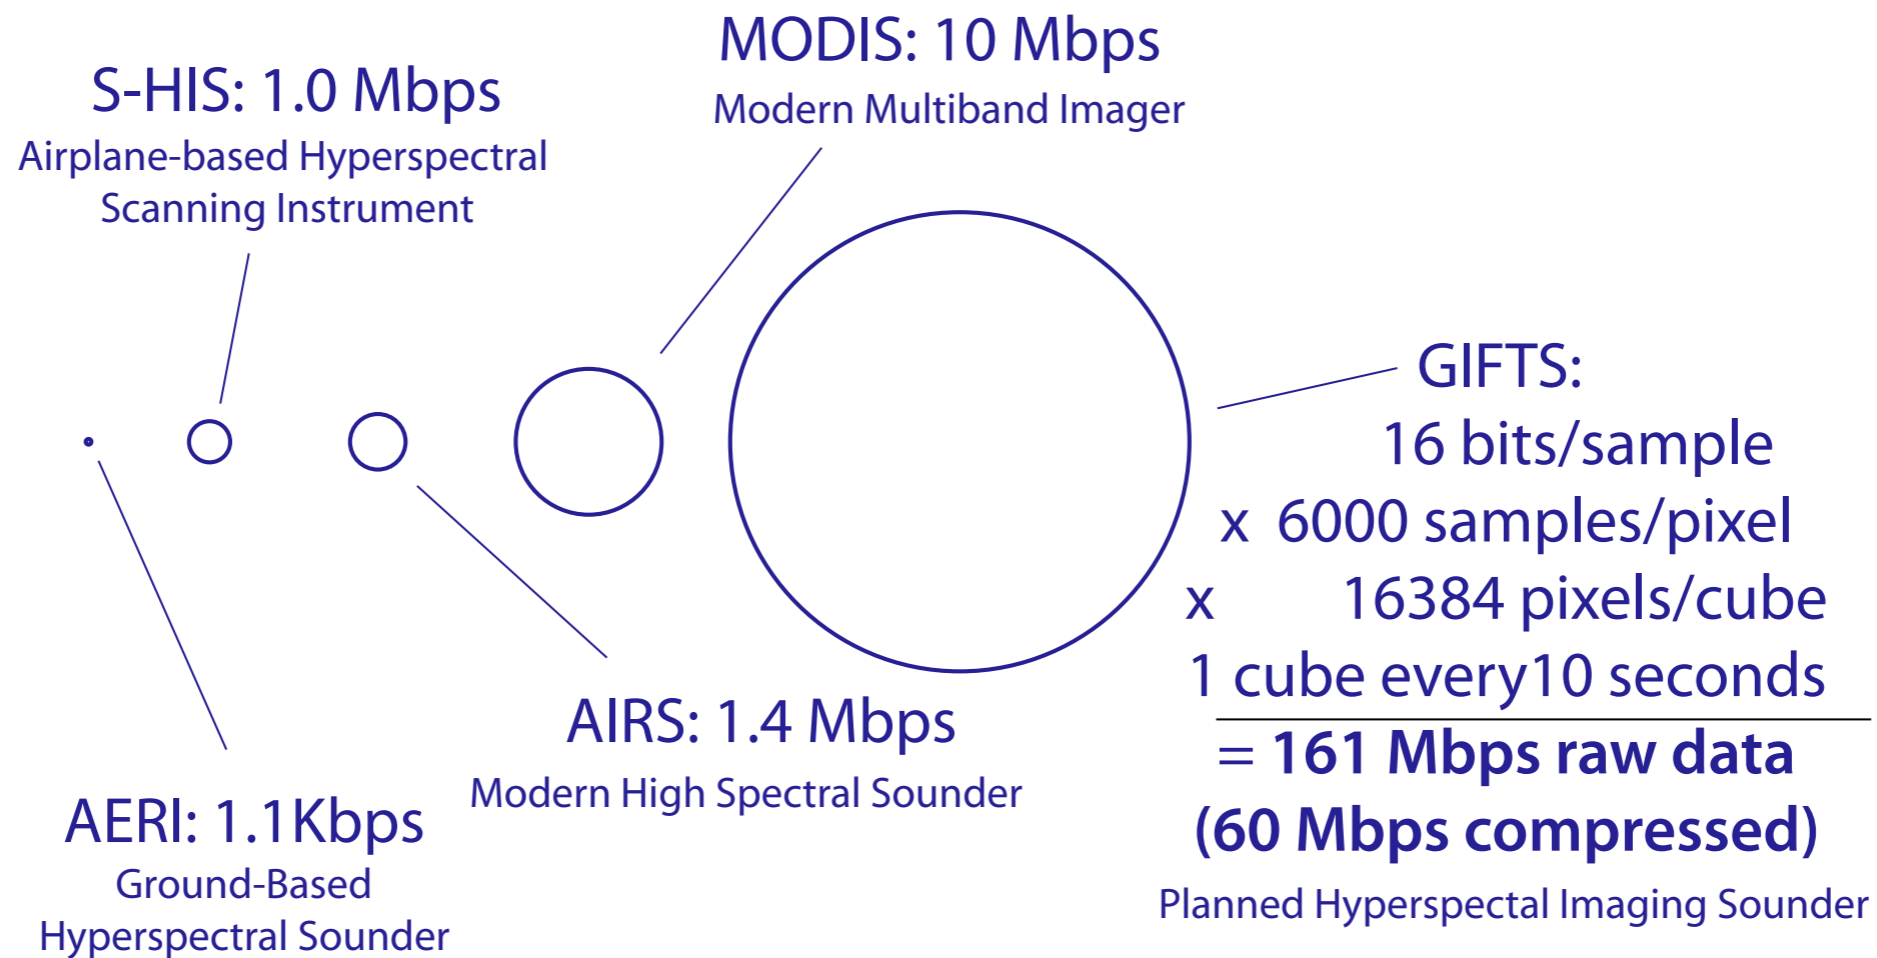 S-HIS: 1.0 Mbps
Airplane-based Hyperspectral
Scanning Instrument
MODIS: 10 Mbps
Modern Multiband Imager
AERI: 1.1Kbps
Ground-Based
Hyperspectral Sounder
AIRS: 1.4 Mbps
Modern High Spectral Sounder
GIFTS:
16 bits/sample
x 6000 samples/pixel
x 16384 pixels/cube
1 cube every10 seconds
= 161 Mbps raw data
(60 Mbps compressed)
Planned Hyperspectal Imaging Sounder